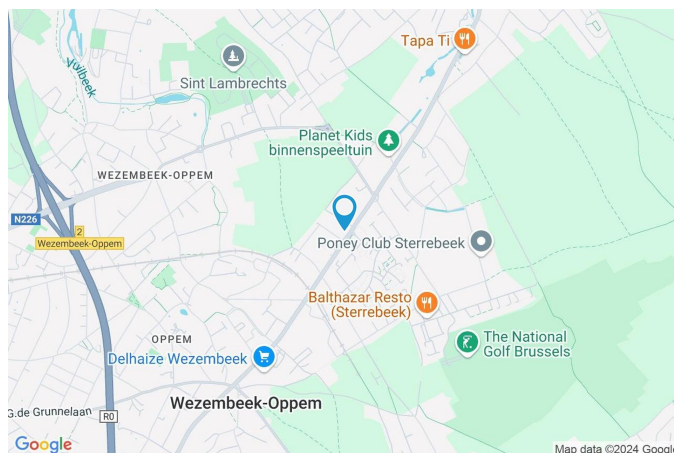 Tapa Ti
Vuilbeek
Sint Lambrechts
Planet Kids
binnenspeeltuin
WEZEMBEEK-OPPEM
N226
2
Wezembeek-Oppem
Poney Club Sterrebeek
Balthazar Resto
(Sterrebeek)
The National
Golf Brussels
OPPEM
Delhaize Wezembeek
Wezembeek-Oppem
G.de Grunnelaan
R0
Google
Map data ©2024 Google